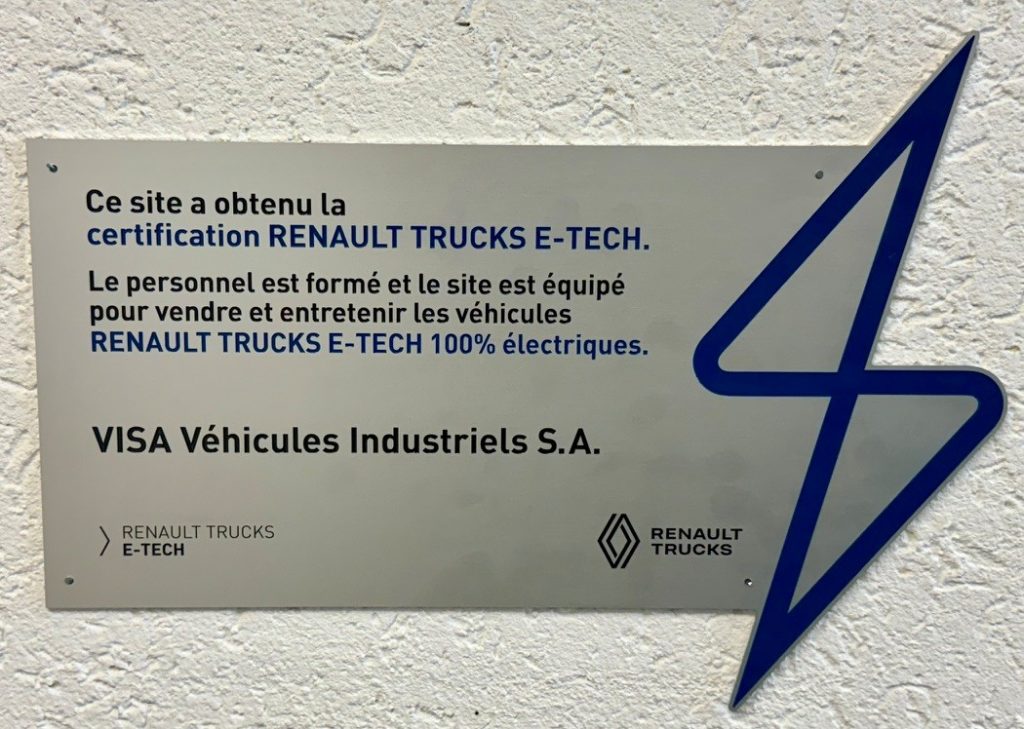 Ce site a obtenu la
certification RENAULT TRUCKS E-TECH.
Le personnel est formé et le site est équipé
pour vendre et entretenir les véhicules
RENAULT TRUCKS E-TECH 100% électriques.
VISA Véhicules Industriels S.A.
RENAULT TRUCKS
E-TECH
RENAULT
TRUCKS